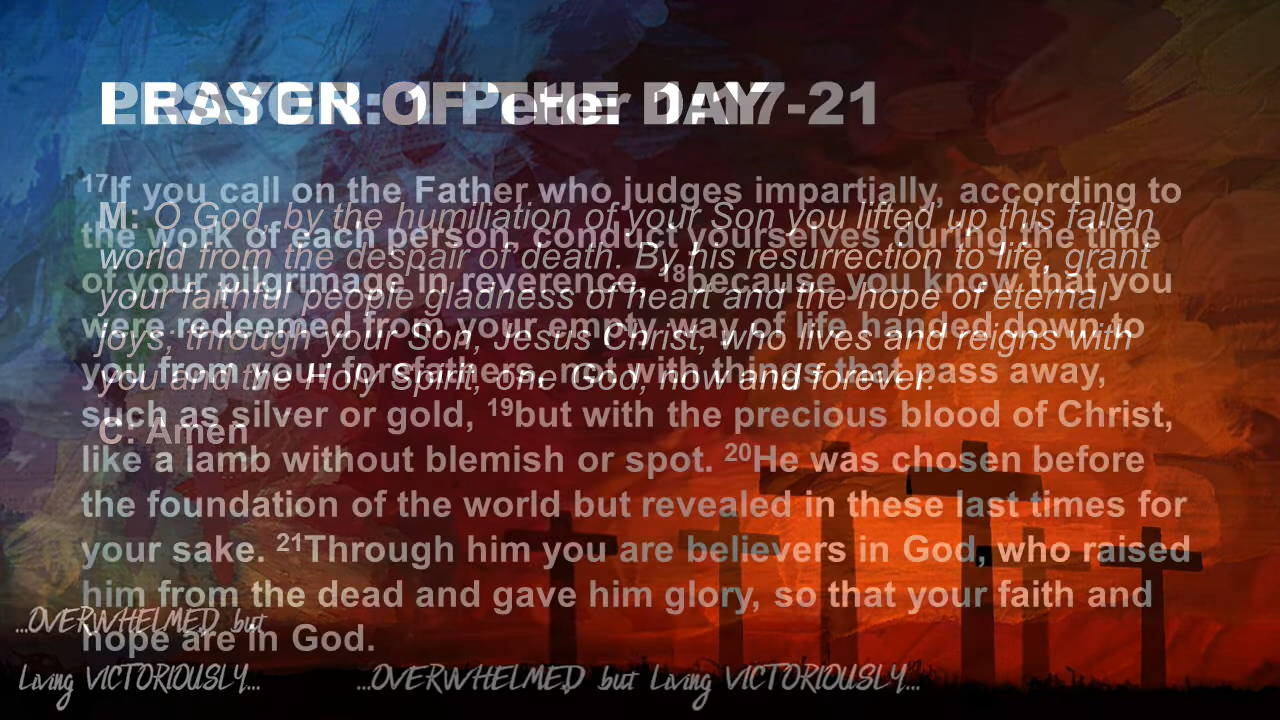 PRAYER OF THE DAY
LESSON: 1 Peter 1:17-21
M: O God, by the humiliation of your Son you lifted up this fallen
world from the despair of death. By his resurrection to life, grant
your faithful people gladness of heart and the hope of eternal
joys, through your Son, Jesus Christ, who lives and reigns with
you and the Holy Spirit, one God, now and forever.
C: Amen
17If you call on the Father who judges impartially, according to
the work of each person, conduct yourselves during the time
of your pilgrimage in reverence, 18because you know that you
were redeemed from your empty way of life handed down to
you from your forefathers, not with things that pass away,
such as silver or gold, 19but with the precious blood of Christ,
like a lamb without blemish or spot. 20He was chosen before
the foundation of the world but revealed in these last times for
your sake. 21Through him you are believers in God, who raised
him from the dead and gave him glory, so that your faith and
hope are in God.
...OVERWHELMED but
Living VICTORIOUSLY...
...OVERWHELMED but Living VICTORIOUSLY...